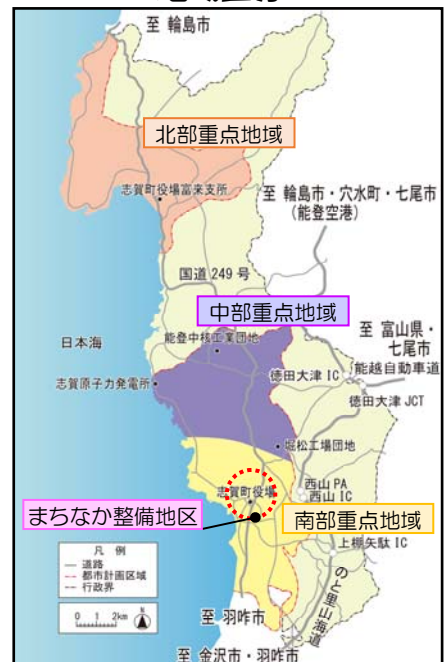 至 輪島市
北部重点地域
志賀町役場富来支所
至 輪島市・穴水町・七尾市
(能登空港)
国道 249 号
中部重点地域
能登中核工業団地
至 富山県・
七尾市
日本海
能越自動車道
徳田大津 IC
志賀原子力発電所
徳田大津 JCT
堀松工場団地
西山 PA
西山 IC
志賀町役場
まちなか整備地区
南部重点地域
上棚矢駄 IC
のと里山海道
凡 例
道路
都市計画区域
行政界
0 1 2km
N
至 羽咋市
至 金沢市・羽咋市